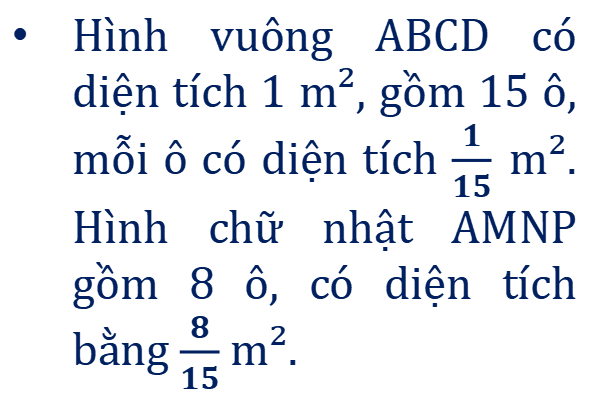 • Hình vuông ABCD có
diện tích 1 m², gồm 15 ô,
mỗi ô có diện tích 1/15 m².
Hình chữ nhật AMNP
gồm 8 ô, có diện tích
bằng 8/15 m².